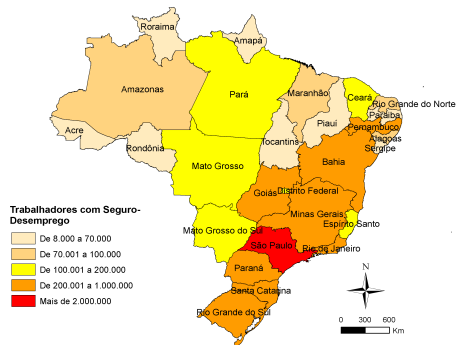 Roraima
Amapá
Amazonas
Pará
Maranhão
Ceará
Rio Grande do Norte
Paraíba
Piauí
Pernambuco
Alagoas
Sergipe
Acre
Rondônia
Tocantins
Mato Grosso
Bahia
Goiás
Distrito Federal
Minas Gerais
Espírito Santo
Mato Grosso do Sul
São Paulo
Rio de Janeiro
Paraná
Santa Catarina
Rio Grande do Sul
Trabalhadores com Seguro-
Desemprego
De 8.000 a 70.000
De 70.001 a 100.000
De 100.001 a 200.000
De 200.001 a 1.000.000
Mais de 2.000.000
N
0 300 600
Km